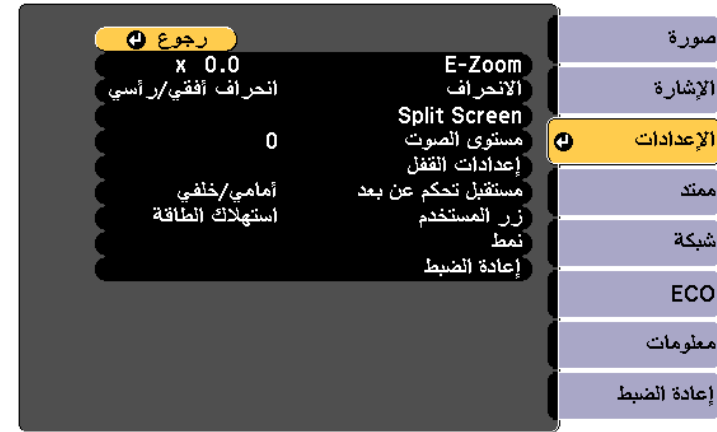 صورة
الإشارة
الإعدادات
ممتد
شبكة
ECO
معلومات
إعادة الضبط
رجوع
E-Zoom x 0.0
الانحراف انحراف أفقي/رأسي
Split Screen
مستوى الصوت 0
إعدادات القفل
مستقبل تحكم عن بعد أمامي/خلفي
زر المستخدم استهلاك الطاقة
نمط
إعادة الضبط